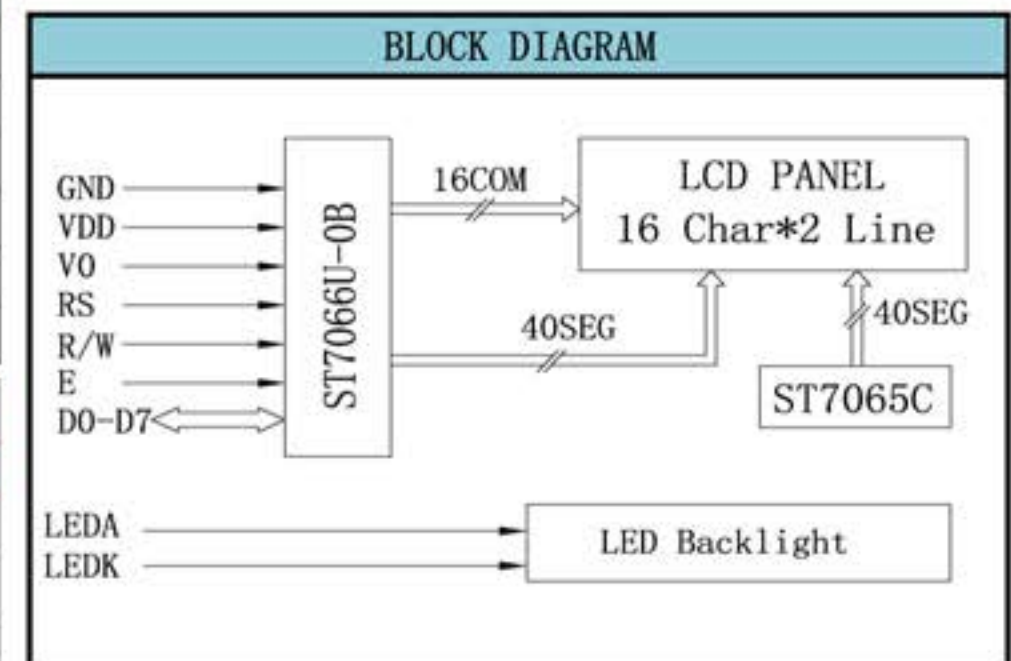 BLOCK DIAGRAM
GND
VDD
VO
RS
R/W
E
D0-D7
ST7066U-0B
16COM
LCD PANEL
16 Char*2 Line
40SEG
40SEG
ST7065C
LEDA
LEDK
LED Backlight